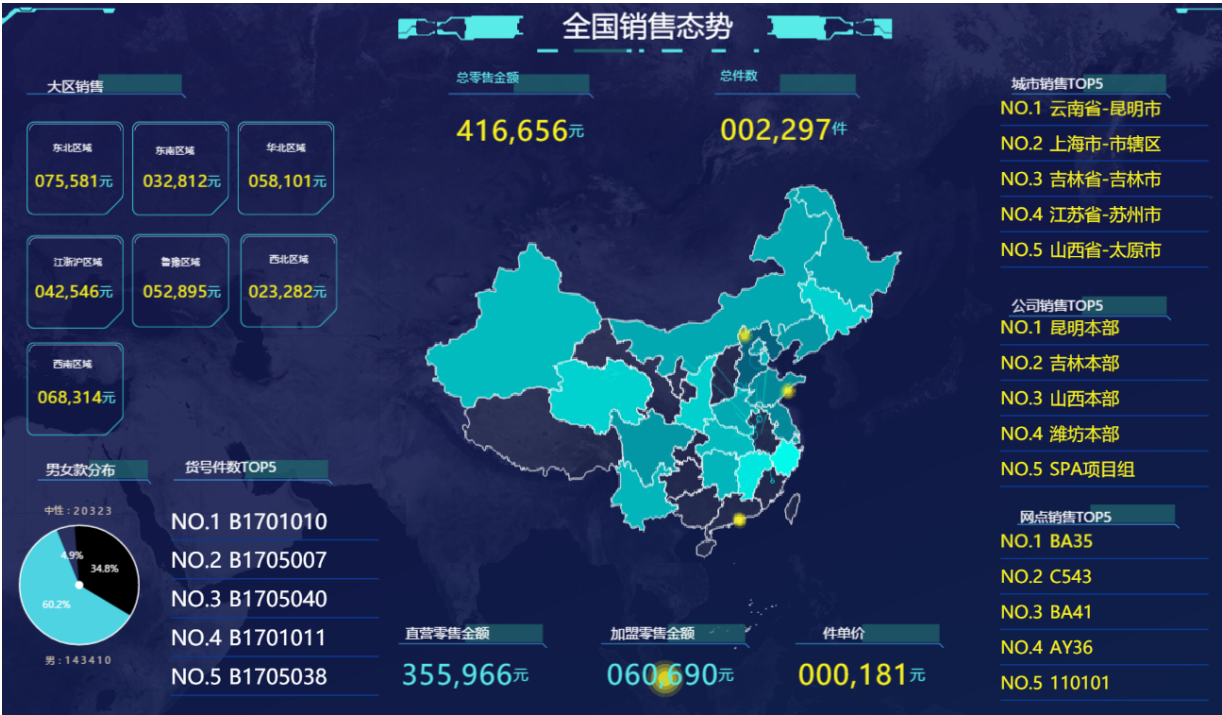 全国销售态势
大区销售
东北区域
075,581元
东南区域
032,812元
华北区域
058,101元
江浙沪区域
042,546元
鲁豫区域
052,895元
西北区域
023,282元
西南区域
068,314元
男女款分布
中性：20323
4.9%
34.8%
60.2%
男：143410
货号件数TOP5
NO.1 B1701010
NO.2 B1705007
NO.3 B1705040
NO.4 B1701011
NO.5 B1705038
总零售金额
416,656元
总件数
002,297件
直营零售金额
355,966元
加盟零售金额
060,690元
件单价
000,181元
城市销售TOP5
NO.1 云南省-昆明市
NO.2 上海市-市辖区
NO.3 吉林省-吉林市
NO.4 江苏省-苏州市
NO.5 山西省-太原市
公司销售TOP5
NO.1 昆明本部
NO.2 吉林本部
NO.3 山西本部
NO.4 潍坊本部
NO.5 SPA项目组
网点销售TOP5
NO.1 BA35
NO.2 C543
NO.3 BA41
NO.4 AY36
NO.5 110101